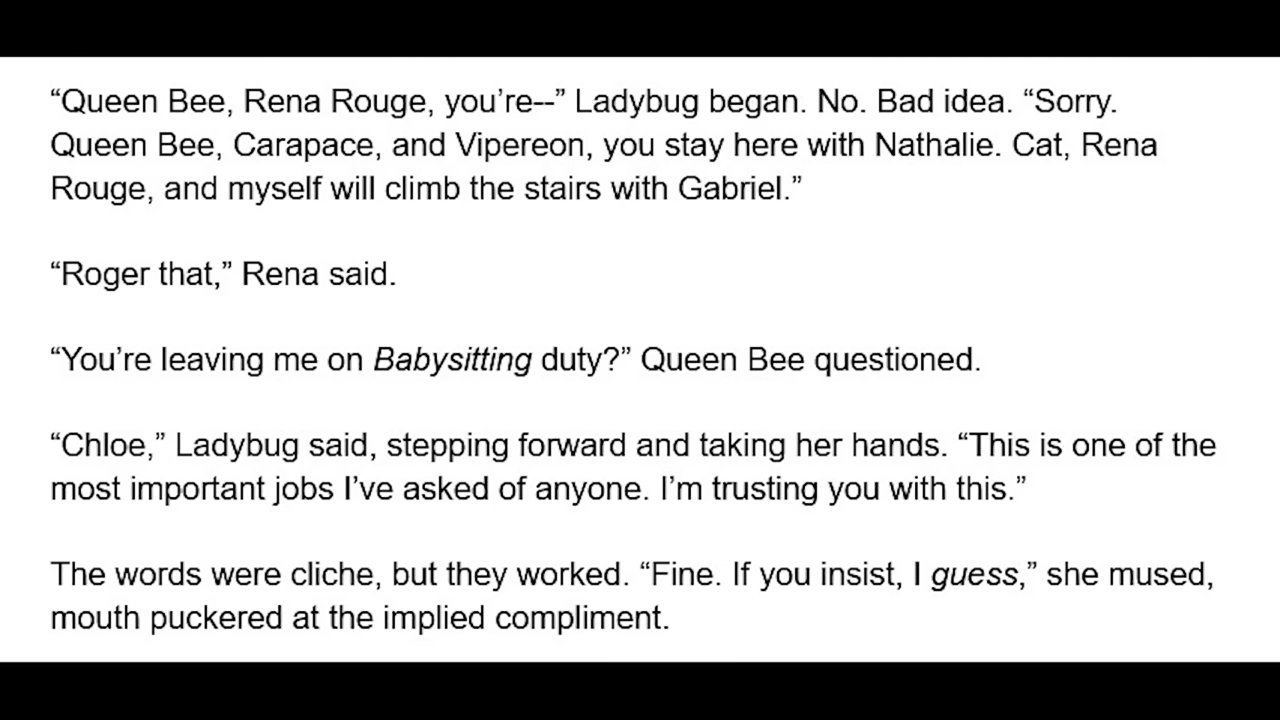 “Queen Bee, Rena Rouge, you’re--” Ladybug began. No. Bad idea. “Sorry.
Queen Bee, Carapace, and Vipereon, you stay here with Nathalie. Cat, Rena
Rouge, and myself will climb the stairs with Gabriel.”
“Roger that,” Rena said.
“You’re leaving me on Babysitting duty?” Queen Bee questioned.
“Chloe,” Ladybug said, stepping forward and taking her hands. “This is one of the
most important jobs I’ve asked of anyone. I’m trusting you with this.”
The words were cliche, but they worked. “Fine. If you insist, I guess,” she mused,
mouth puckered at the implied compliment.